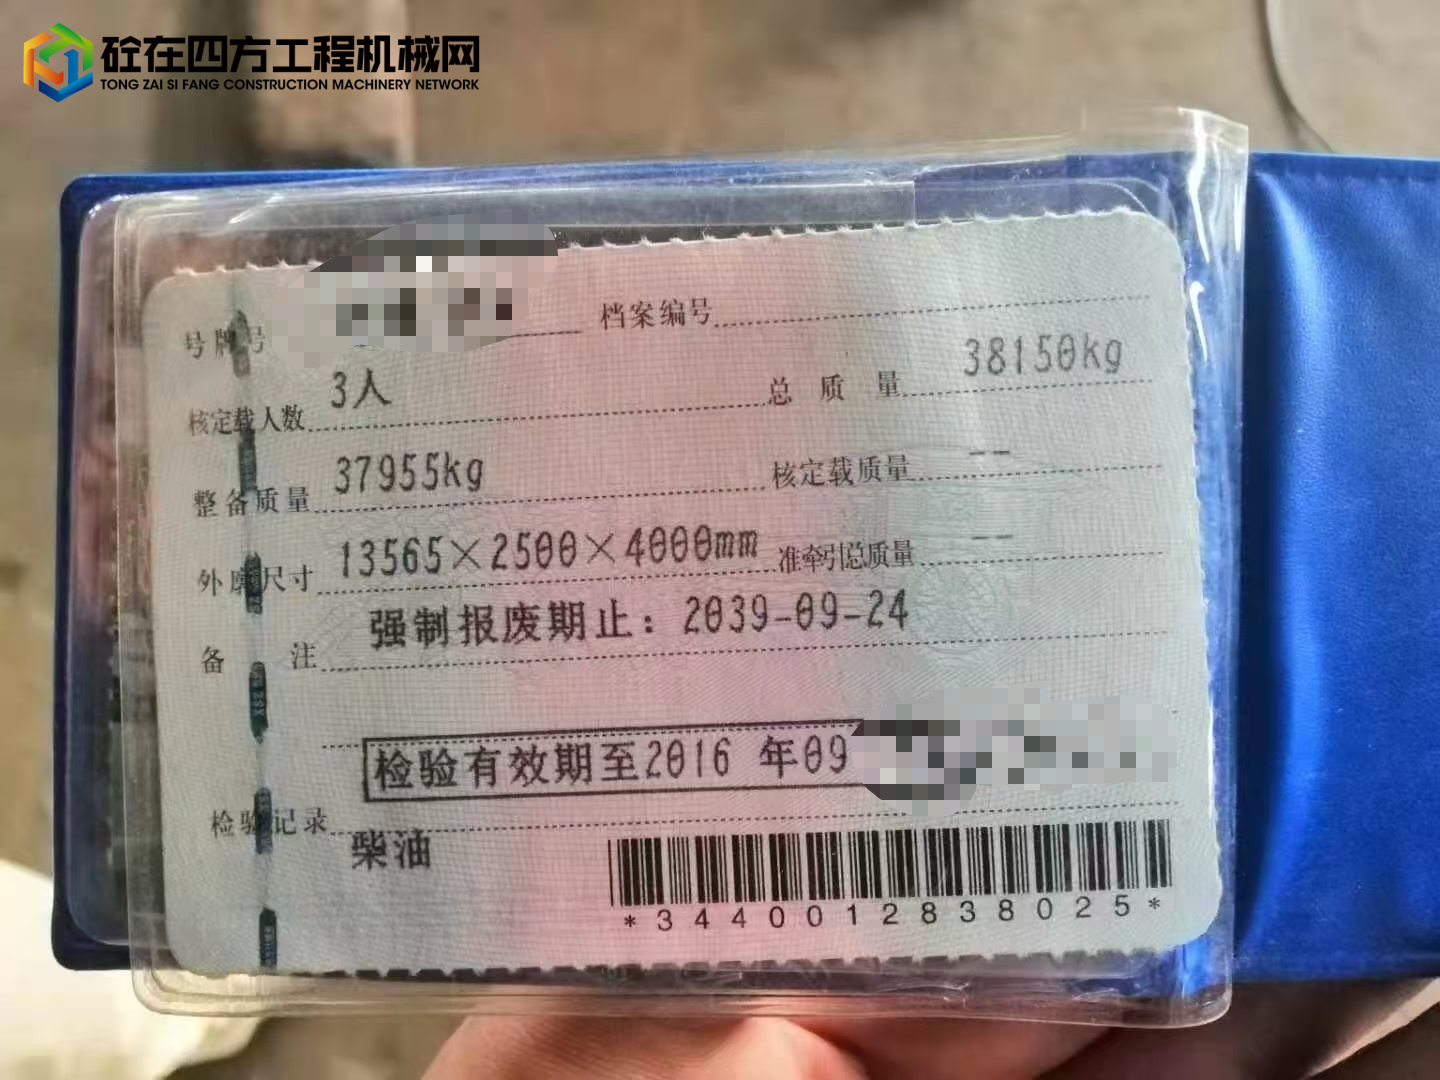 砼在四方工程机械网
TONG ZAI SI FANG CONSTRUCTION MACHINERY NETWORK
号牌号 档案编号
核定载人数 3人 总质量 38150kg
整备质量 37955kg 核定载质量 --
外廓尺寸 13565×2500×4000mm 准牵引总质量 --
备注 强制报废期止：2039-09-24
检验有效期至2016 年09
检验记录
柴油
*3440012838025*